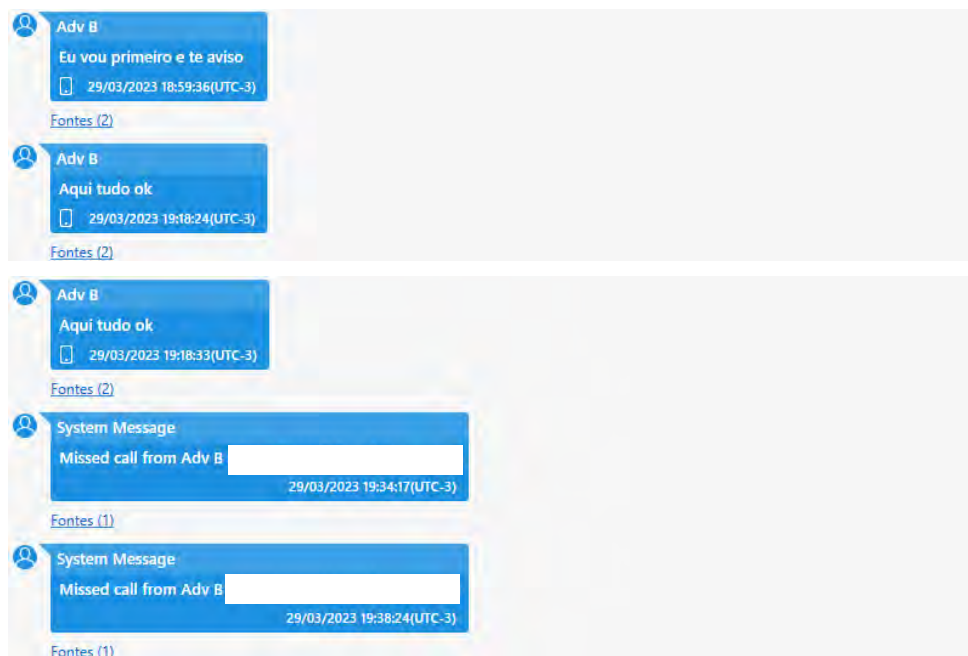 Adv B
Eu vou primeiro e te aviso
29/03/2023 18:59:36(UTC-3)
Fontes (2)
Adv B
Aqui tudo ok
29/03/2023 19:18:24(UTC-3)
Fontes (2)
Adv B
Aqui tudo ok
29/03/2023 19:18:33(UTC-3)
Fontes (2)
System Message
Missed call from Adv B
29/03/2023 19:34:17(UTC-3)
Fontes (1)
System Message
Missed call from Adv B
29/03/2023 19:38:24(UTC-3)
Fontes (1)